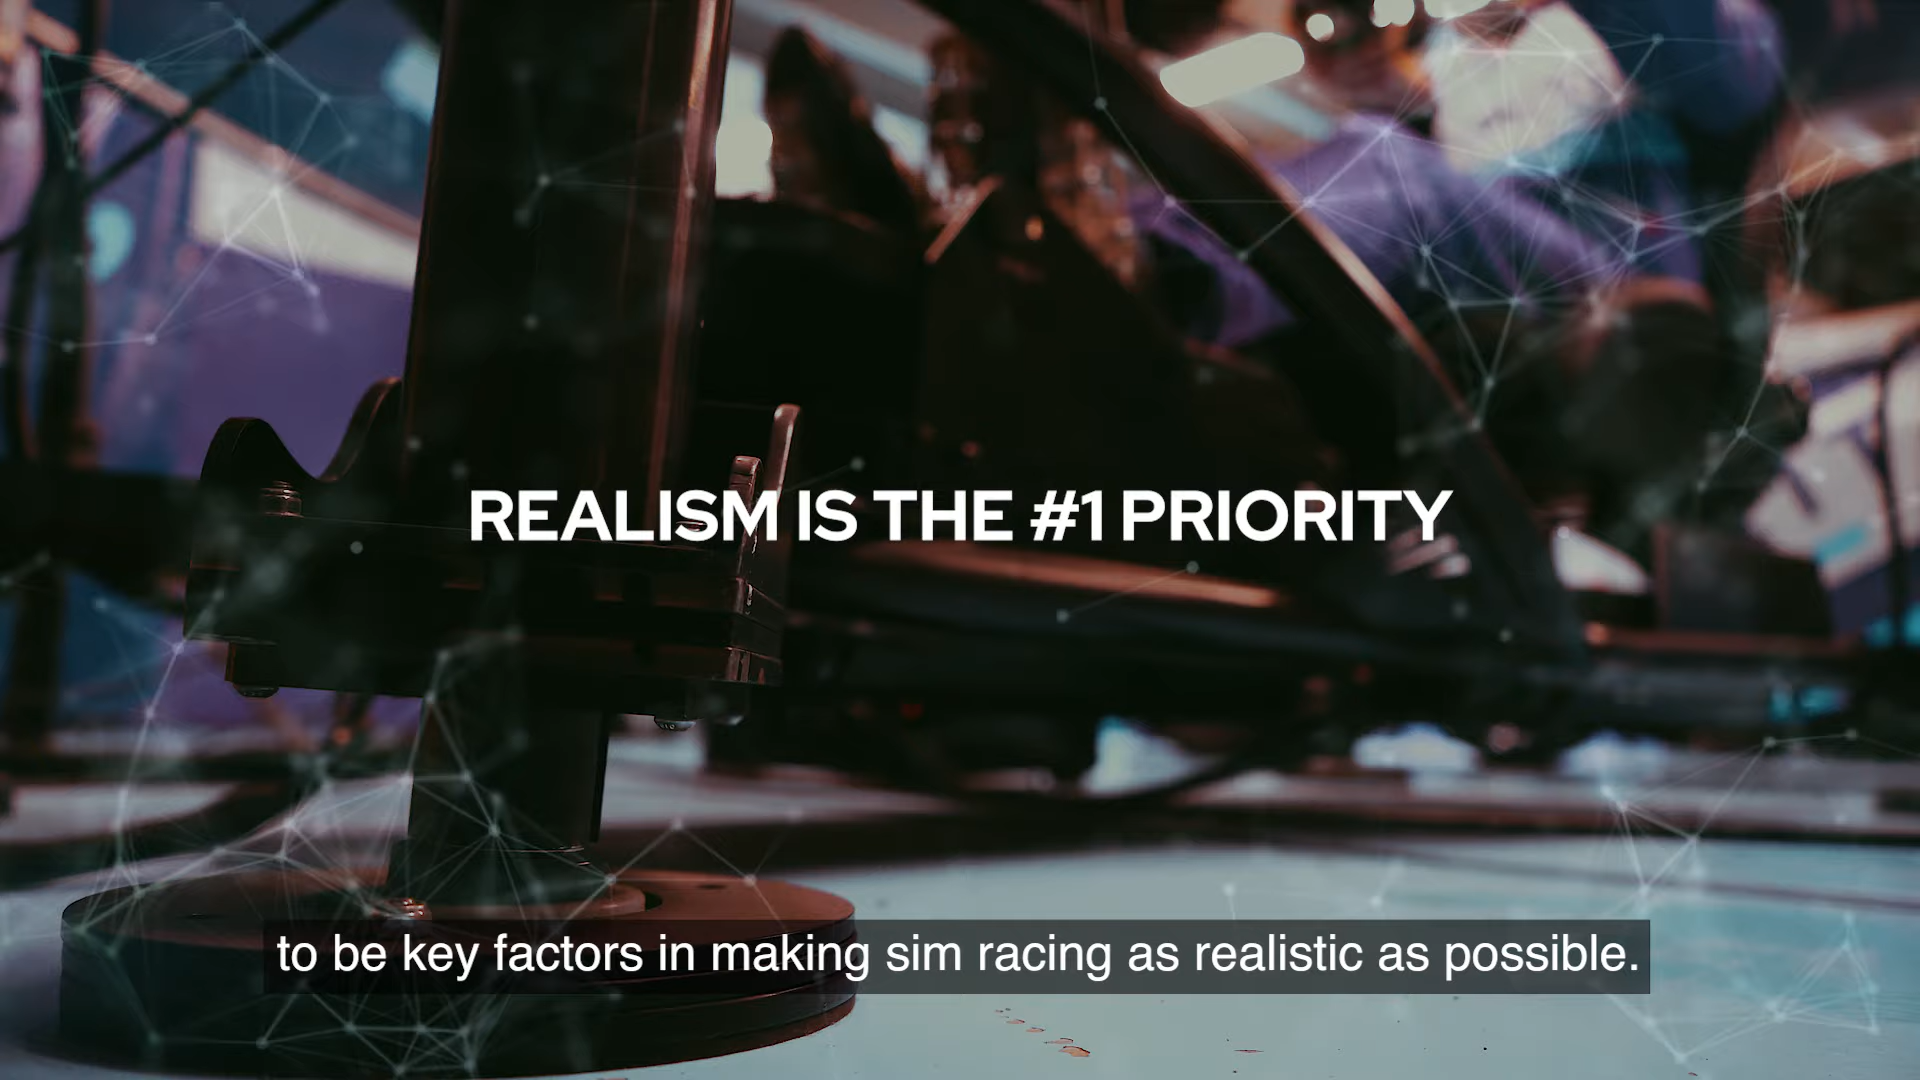 REALISM IS THE #1 PRIORITY
to be key factors in making sim racing as realistic as possible.